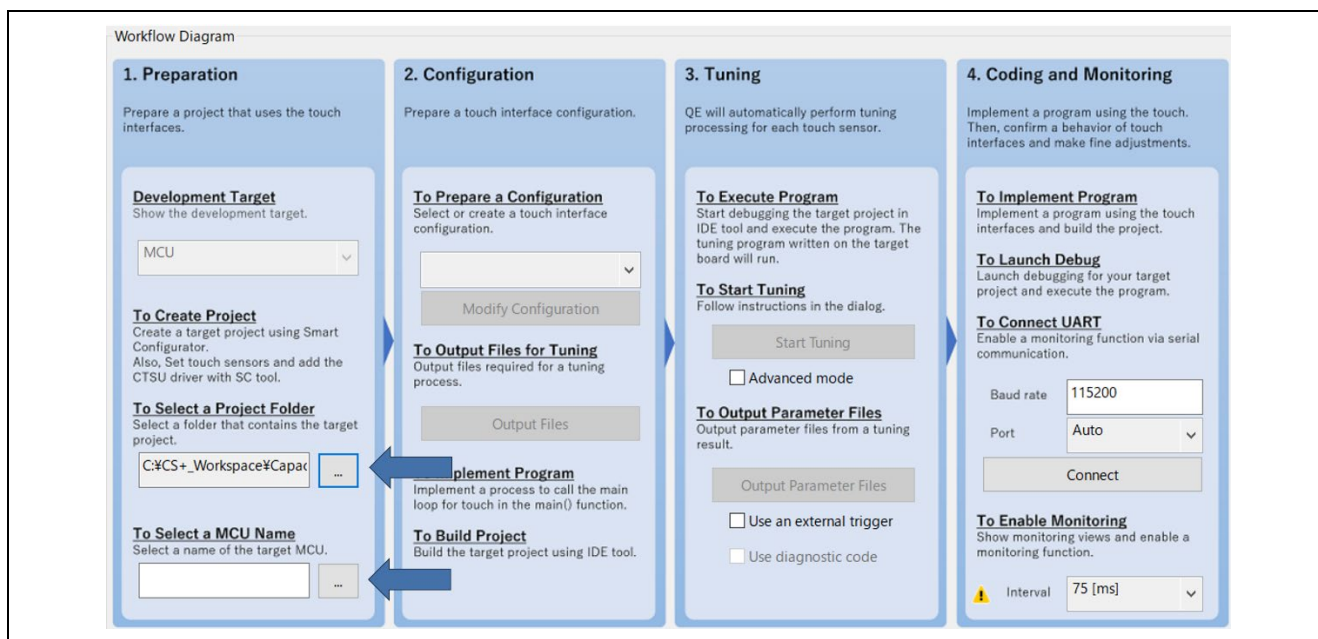 Workflow Diagram
1. Preparation
Prepare a project that uses the touch
interfaces.
Development Target
Show the development target.
MCU
To Create Project
Create a target project using Smart
Configurator.
Also, Set touch sensors and add the
CTSU driver with SC tool.
To Select a Project Folder
Select a folder that contains the target
project.
C:¥CS+_Workspace¥Capac
...
To Select a MCU Name
Select a name of the target MCU.
...
2. Configuration
Prepare a touch interface configuration.
To Prepare a Configuration
Select or create a touch interface
configuration.
Modify Configuration
To Output Files for Tuning
Output files required for a tuning
process.
Output Files
plement Program
Implement a process to call the main
loop for touch in the main() function.
To Build Project
Build the target project using IDE tool.
3. Tuning
QE will automatically perform tuning
processing for each touch sensor.
To Execute Program
Start debugging the target project in
IDE tool and execute the program. The
tuning program written on the target
board will run.
To Start Tuning
Follow instructions in the dialog.
Start Tuning
Advanced mode
To Output Parameter Files
Output parameter files from a tuning
result.
Output Parameter Files
Use an external trigger
Use diagnostic code
4. Coding and Monitoring
Implement a program using the touch.
Then, confirm a behavior of touch
interfaces and make fine adjustments.
To Implement Program
Implement a program using the touch
interfaces and build the project.
To Launch Debug
Launch debugging for your target
project and execute the program.
To Connect UART
Enable a monitoring function via serial
communication.
Baud rate 115200
Port Auto
Connect
To Enable Monitoring
Show monitoring views and enable a
monitoring function.
Interval 75 [ms]